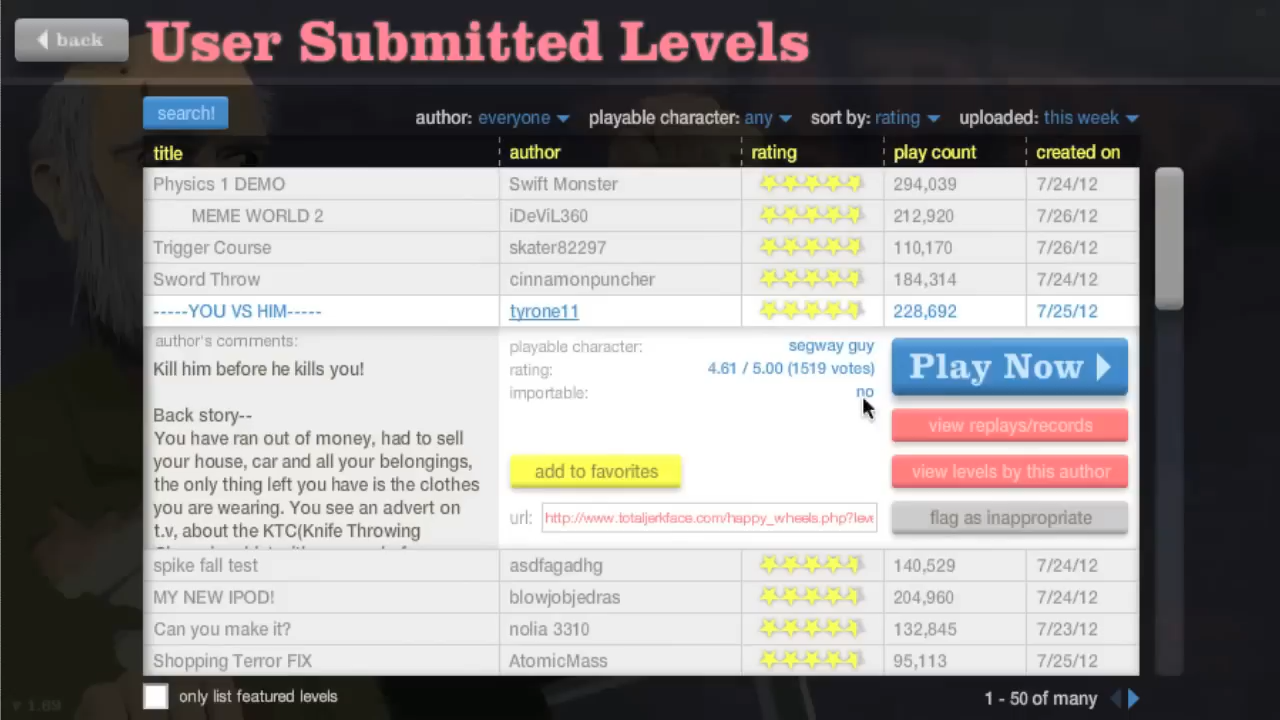 back
User Submitted Levels
search!
author: everyone playable character: any sort by: rating uploaded: this week
title author rating play count created on
Physics 1 DEMO Swift Monster 294,039 7/24/12
MEME WORLD 2 iDeViL360 212,920 7/26/12
Trigger Course skater82297 110,170 7/26/12
Sword Throw cinnamonpuncher 184,314 7/24/12
-----YOU VS HIM----- tyrone11 228,692 7/25/12
author's comments:
Kill him before he kills you!
Back story--
You have ran out of money, had to sell
your house, car and all your belongings,
the only thing left you have is the clothes
you are wearing. You see an advert on
t.v, about the KTC(Knife Throwing
playable character: segway guy
rating: 4.61 / 5.00 (1519 votes)
importable: no
add to favorites
url: http://www.totaljerkface.com/happy_wheels.php?leve
Play Now
view replays/records
view levels by this author
flag as inappropriate
spike fall test asdfagadhg 140,529 7/24/12
MY NEW IPOD! blowjobjedras 204,960 7/24/12
Can you make it? nolia 3310 132,845 7/23/12
Shopping Terror FIX AtomicMass 95,113 7/25/12
only list featured levels
1 - 50 of many